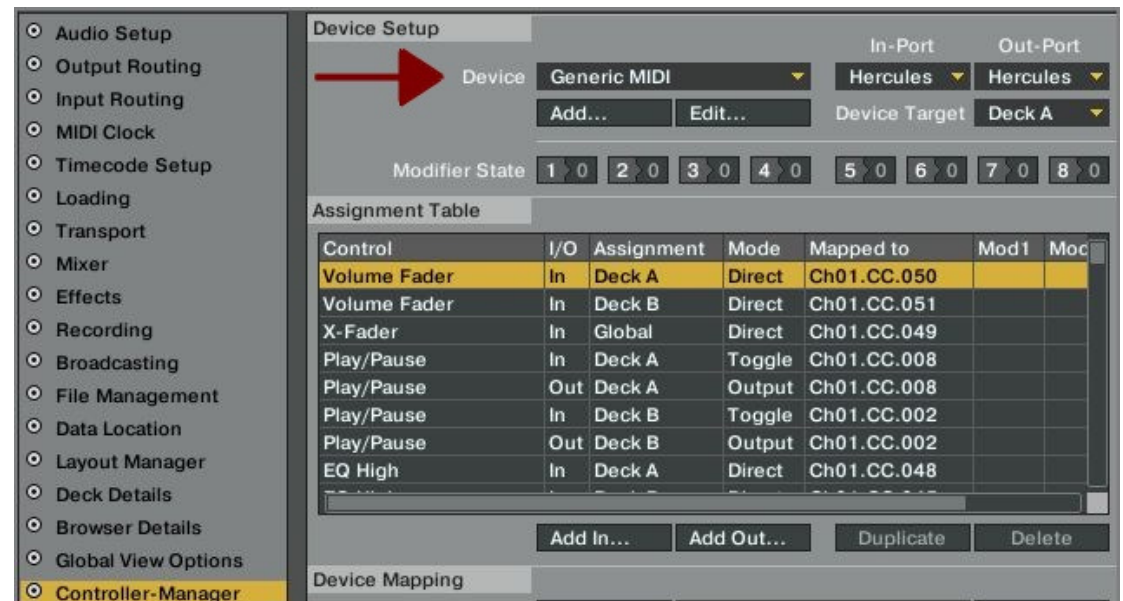 Audio Setup
Output Routing
Input Routing
MIDI Clock
Timecode Setup
Loading
Transport
Mixer
Effects
Recording
Broadcasting
File Management
Data Location
Layout Manager
Deck Details
Browser Details
Global View Options
Controller-Manager
Device Setup
In-Port Out-Port
Device Generic MIDI Hercules Hercules
Add... Edit... Device Target Deck A
Modifier State 1 0 2 0 3 0 4 0 5 0 6 0 7 0 8 0
Assignment Table
Control I/O Assignment Mode Mapped to Mod1 Mod
Volume Fader In Deck A Direct Ch01.CC.050
Volume Fader In Deck B Direct Ch01.CC.051
X-Fader In Global Direct Ch01.CC.049
Play/Pause In Deck A Toggle Ch01.CC.008
Play/Pause Out Deck A Output Ch01.CC.008
Play/Pause In Deck B Toggle Ch01.CC.002
Play/Pause Out Deck B Output Ch01.CC.002
EQ High In Deck A Direct Ch01.CC.048
Add In... Add Out... Duplicate Delete
Device Mapping